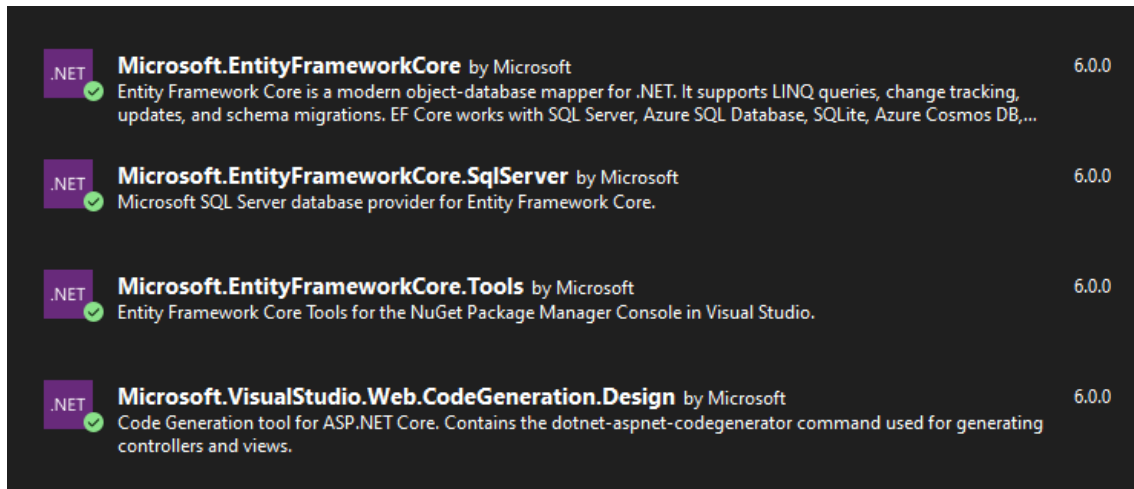 .NET
Microsoft.EntityFrameworkCore by Microsoft 6.0.0
Entity Framework Core is a modern object-database mapper for .NET. It supports LINQ queries, change tracking,
updates, and schema migrations. EF Core works with SQL Server, Azure SQL Database, SQLite, Azure Cosmos DB,...
.NET
Microsoft.EntityFrameworkCore.SqlServer by Microsoft 6.0.0
Microsoft SQL Server database provider for Entity Framework Core.
.NET
Microsoft.EntityFrameworkCore.Tools by Microsoft 6.0.0
Entity Framework Core Tools for the NuGet Package Manager Console in Visual Studio.
.NET
Microsoft.VisualStudio.Web.CodeGeneration.Design by Microsoft 6.0.0
Code Generation tool for ASP.NET Core. Contains the dotnet-aspnet-codegenerator command used for generating
controllers and views.